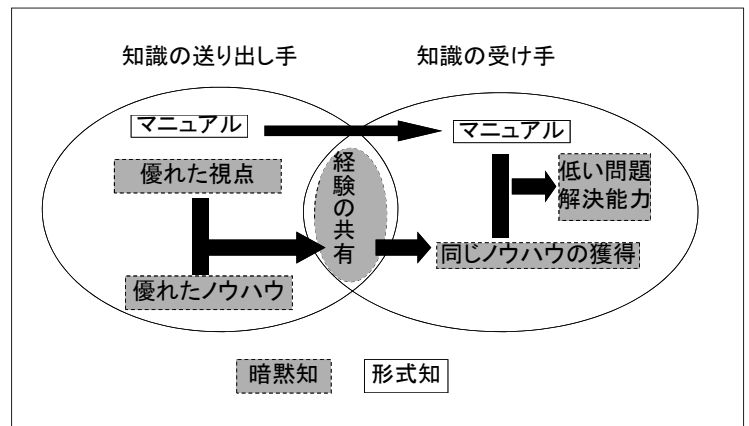 知識の送り出し手
知識の受け手
マニュアル
マニュアル
優れた視点
経験の共有
低い問題
解決能力
同じノウハウの獲得
優れたノウハウ
暗黙知
形式知